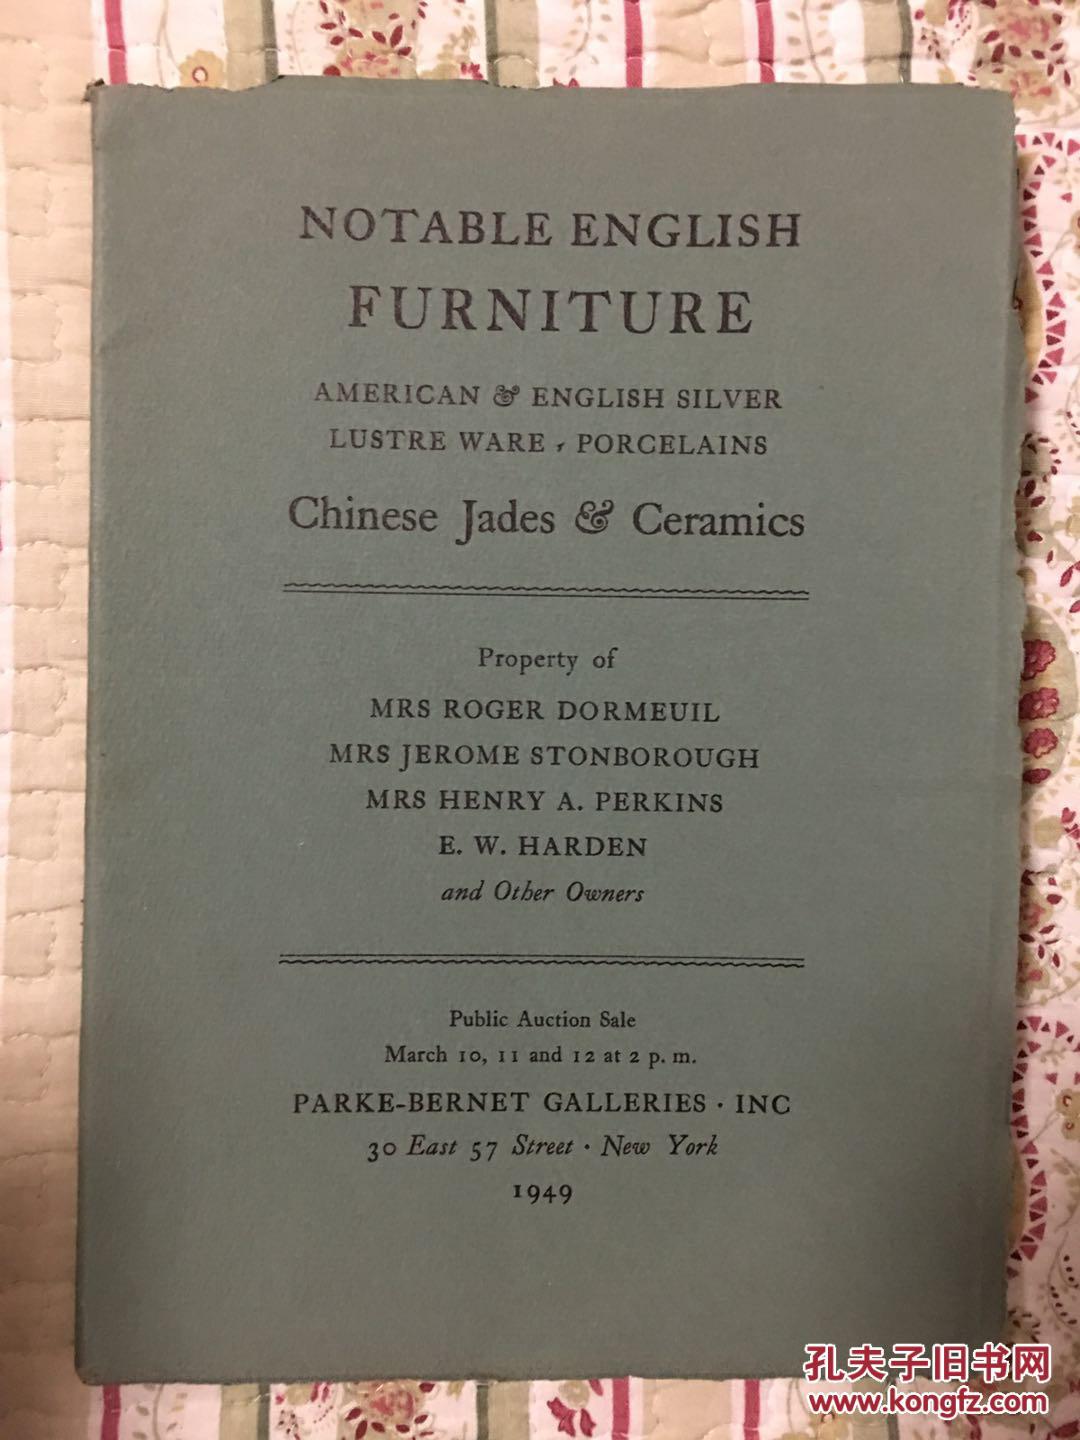 NOTABLE ENGLISH
FURNITURE
AMERICAN & ENGLISH SILVER
LUSTRE WARE , PORCELAINS
Chinese Jades & Ceramics
Property of
MRS ROGER DORMEUIL
MRS JEROME STONBOROUGH
MRS HENRY A. PERKINS
E. W. HARDEN
and Other Owners
Public Auction Sale
March 10, 11 and 12 at 2 p. m.
PARKE-BERNET GALLERIES · INC
30 East 57 Street · New York
1949
孔夫子旧书网
www.kongfz.com